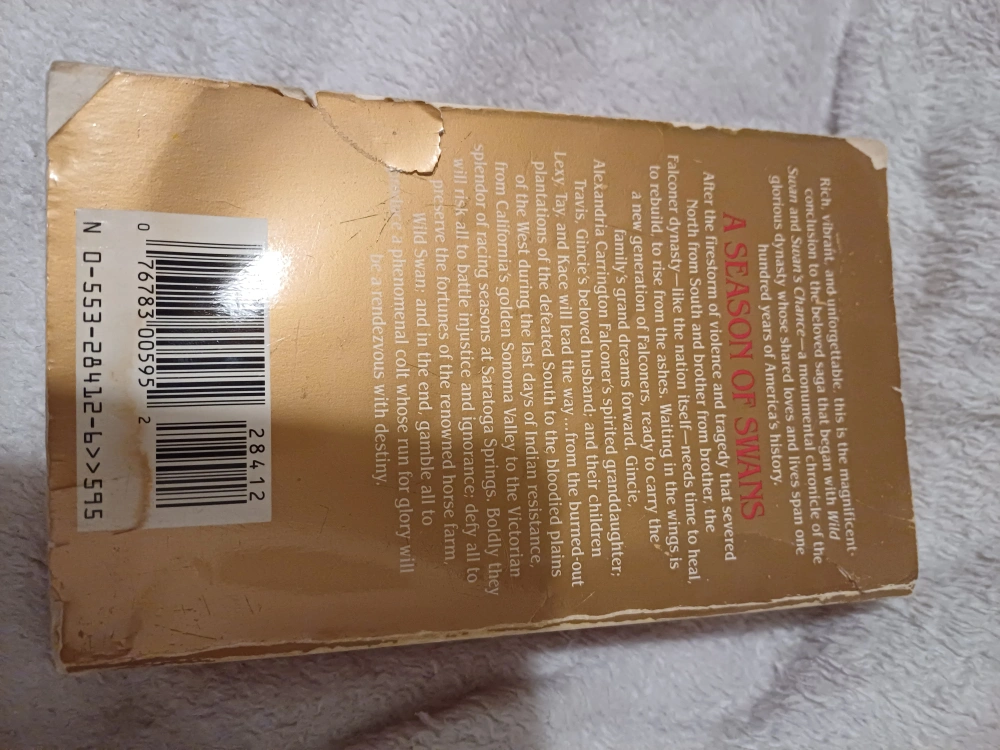 Rich, vibrant, and unforgettable, this is the magnificent
conclusion to the beloved saga that began with Wild
Swan and Swan's Chance—a monumental chronicle of the
glorious dynasty whose shared loves and lives span one
hundred years of America's history.
A SEASON OF SWANS
After the firestorm of violence and tragedy that severed
North from South and brother from brother, the
Falconer dynasty—like the nation itself—needs time to heal,
to rebuild, to rise from the ashes. Waiting in the wings is
a new generation of Falconers, ready to carry the
family's grand dreams forward. Gincie,
Alexandria Carrington Falconer's spirited granddaughter;
Travis, Gincie's beloved husband; and their children
Lexy, Tay, and Kace will lead the way...from the burned-out
plantations of the defeated South to the bloodied plains
of the West during the last days of Indian resistance,
from California's golden Sonoma Valley to the Victorian
splendor of racing seasons at Saratoga Springs. Boldly they
will risk all to battle injustice and ignorance; defy all to
preserve the fortunes of the renowned horse farm
Wild Swan; and in the end, gamble all to
a phenomenal colt whose run for glory will
be a rendezvous with destiny.
0 76783 00595 2
28412
N 0-553-28412-6>>595